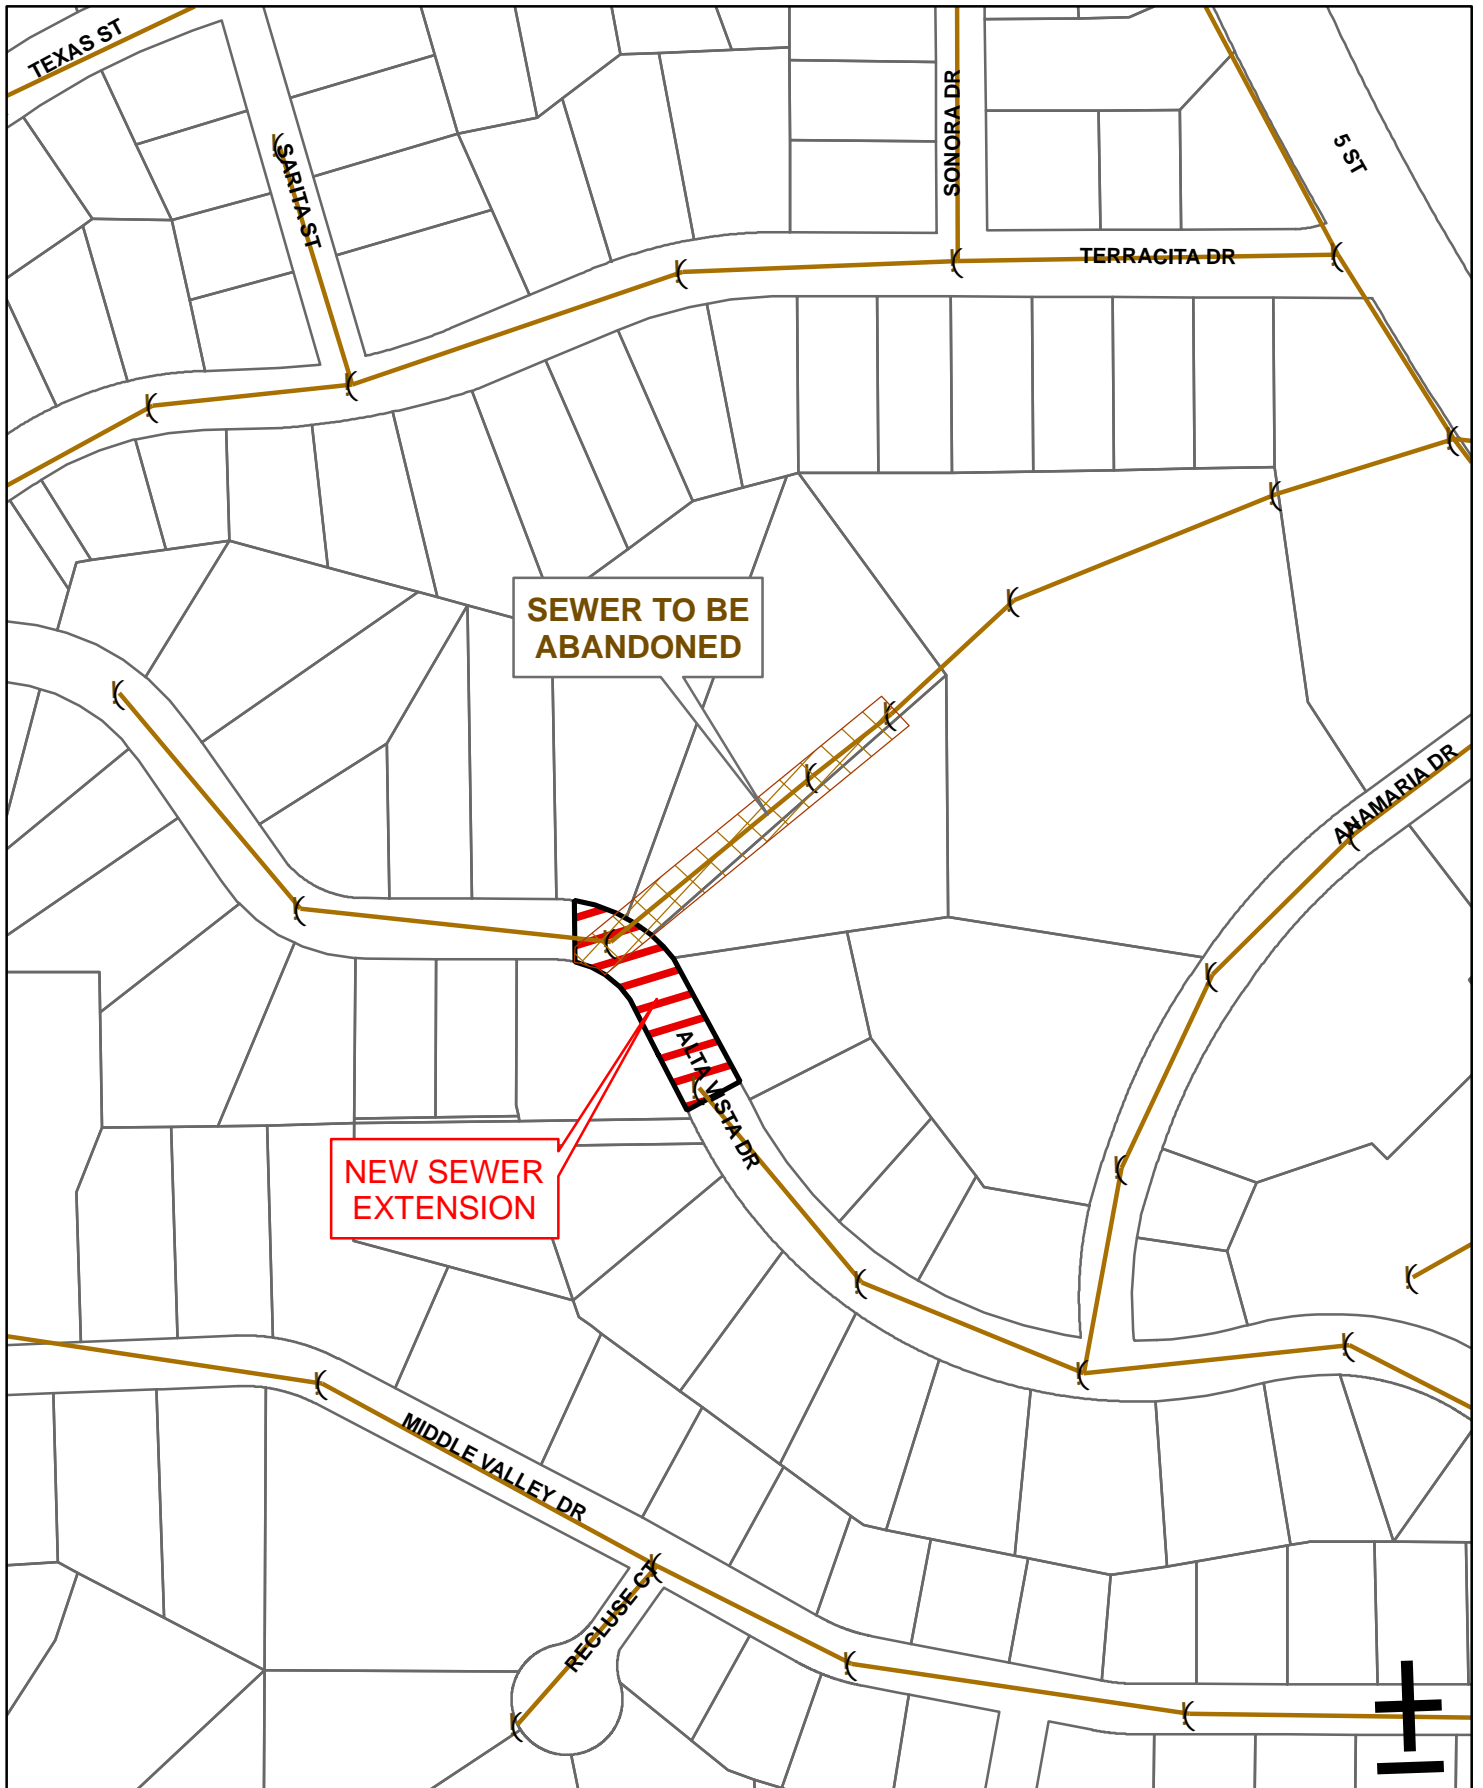 TEXAS ST
SARITA ST
SONORA DR
5 ST
TERRACITA DR
SEWER TO BE
ABANDONED
ANAMARIA DR
ALTA VISTA DR
NEW SEWER
EXTENSION
MIDDLE VALLEY DR
RECLUSE CT